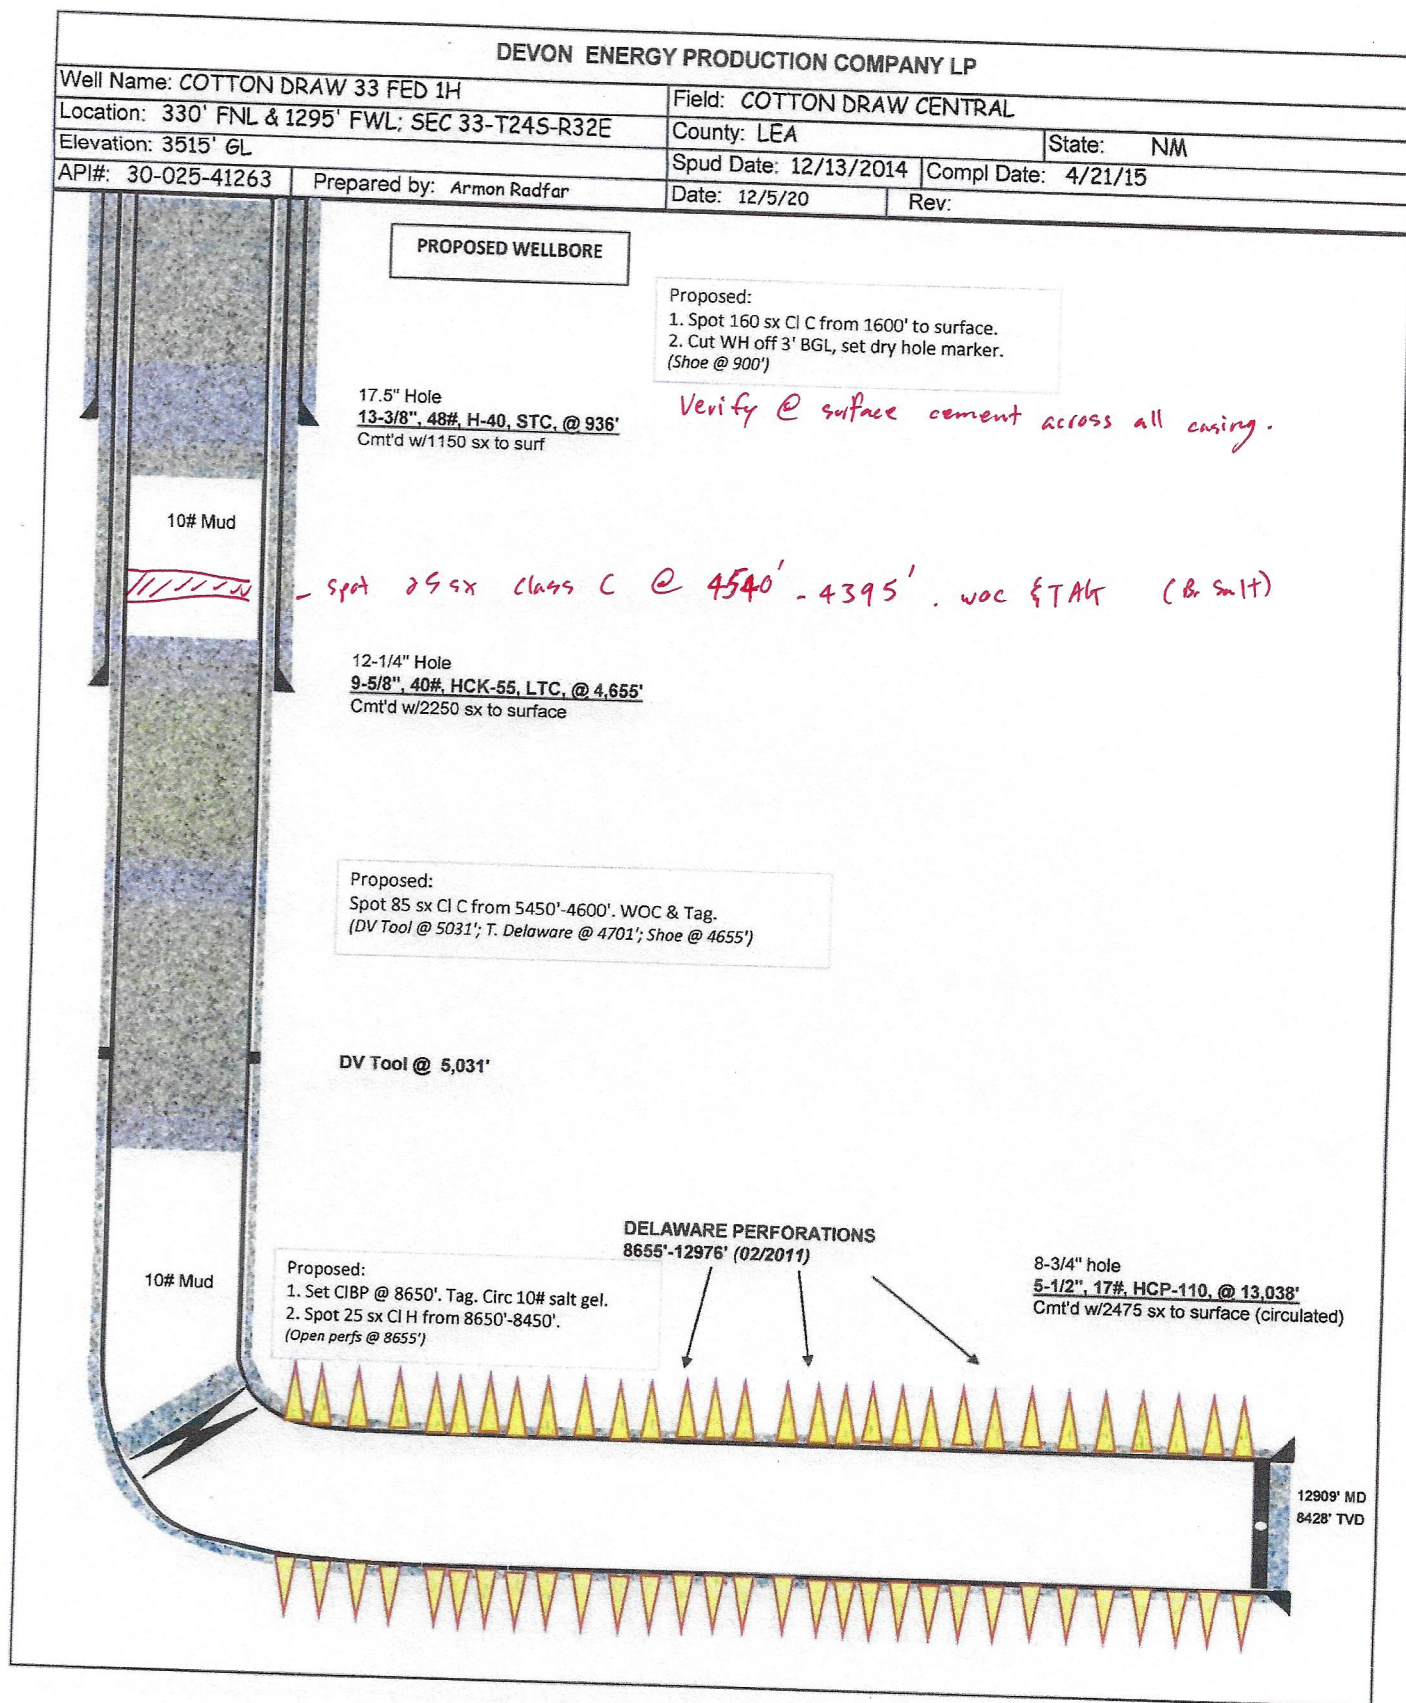 DEVON ENERGY PRODUCTION COMPANY LP
Well Name: COTTON DRAW 33 FED 1H
Field: COTTON DRAW CENTRAL
Location: 330' FNL & 1295' FWL; SEC 33-T24S-R32E
County: LEA
State: NM
Elevation: 3515' GL
Spud Date: 12/13/2014
Compl Date: 4/21/15
API#: 30-025-41263
Prepared by: Armon Radfar
Date: 12/5/20
Rev:
PROPOSED WELLBORE
Proposed:
1. Spot 160 sx Cl C from 1600' to surface.
2. Cut WH off 3' BGL, set dry hole marker.
(Shoe @ 900')
17.5" Hole
13-3/8", 48#, H-40, STC, @ 936'
Cmt'd w/1150 sx to surf
Verify @ surface cement across all casing.
10# Mud
- spot 25 sx class C @ 4540' - 4395'. WOC & TAG (B. Salt)
12-1/4" Hole
9-5/8", 40#, HCK-55, LTC, @ 4,655'
Cmt'd w/2250 sx to surface
Proposed:
Spot 85 sx Cl C from 5450'-4600'. WOC & Tag.
(DV Tool @ 5031'; T. Delaware @ 4701'; Shoe @ 4655')
DV Tool @ 5,031'
DELAWARE PERFORATIONS
8655'-12976' (02/2011)
10# Mud
Proposed:
1. Set CIBP @ 8650'. Tag. Circ 10# salt gel.
2. Spot 25 sx Cl H from 8650'-8450'.
(Open perfs @ 8655')
8-3/4" hole
5-1/2", 17#, HCP-110, @ 13,038'
Cmt'd w/2475 sx to surface (circulated)
12909' MD
8428' TVD